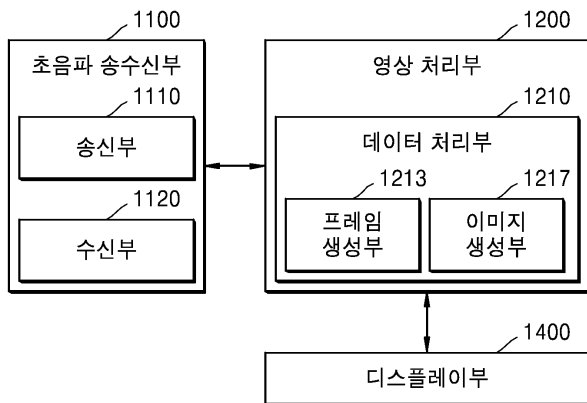 1100
초음파 송수신부
1110
송신부
1120
수신부
1200
영상 처리부
1210
데이터 처리부
1213
프레임
생성부
1217
이미지
생성부
1400
디스플레이부